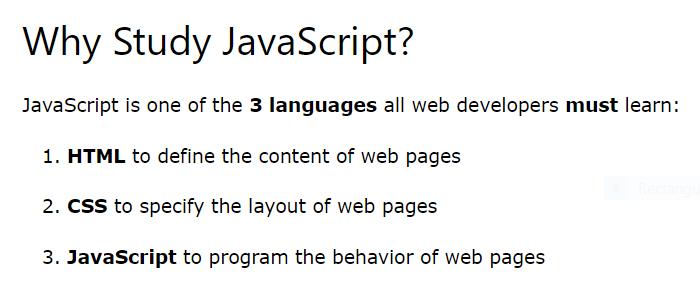 Why Study JavaScript?
JavaScript is one of the 3 languages all web developers must learn:
1. HTML to define the content of web pages
2. CSS to specify the layout of web pages
3. JavaScript to program the behavior of web pages